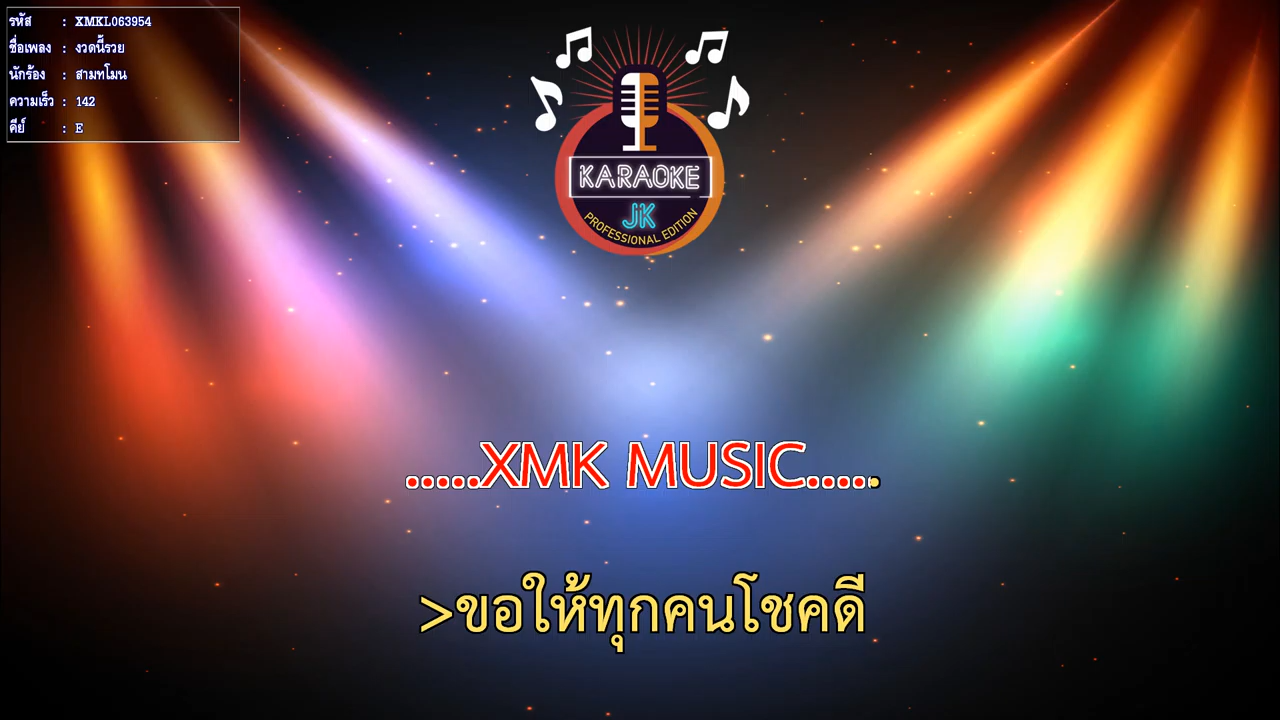 รหัส : XMKL063954
ชื่อเพลง : งวดนี้รวย
นักร้อง : สามทโมน
ความเร็ว : 142
คีย์ : E
KARAOKE
JK
PROFESSIONAL EDITION
.....XMK MUSIC.....
>ขอให้ทุกคนโชคดี